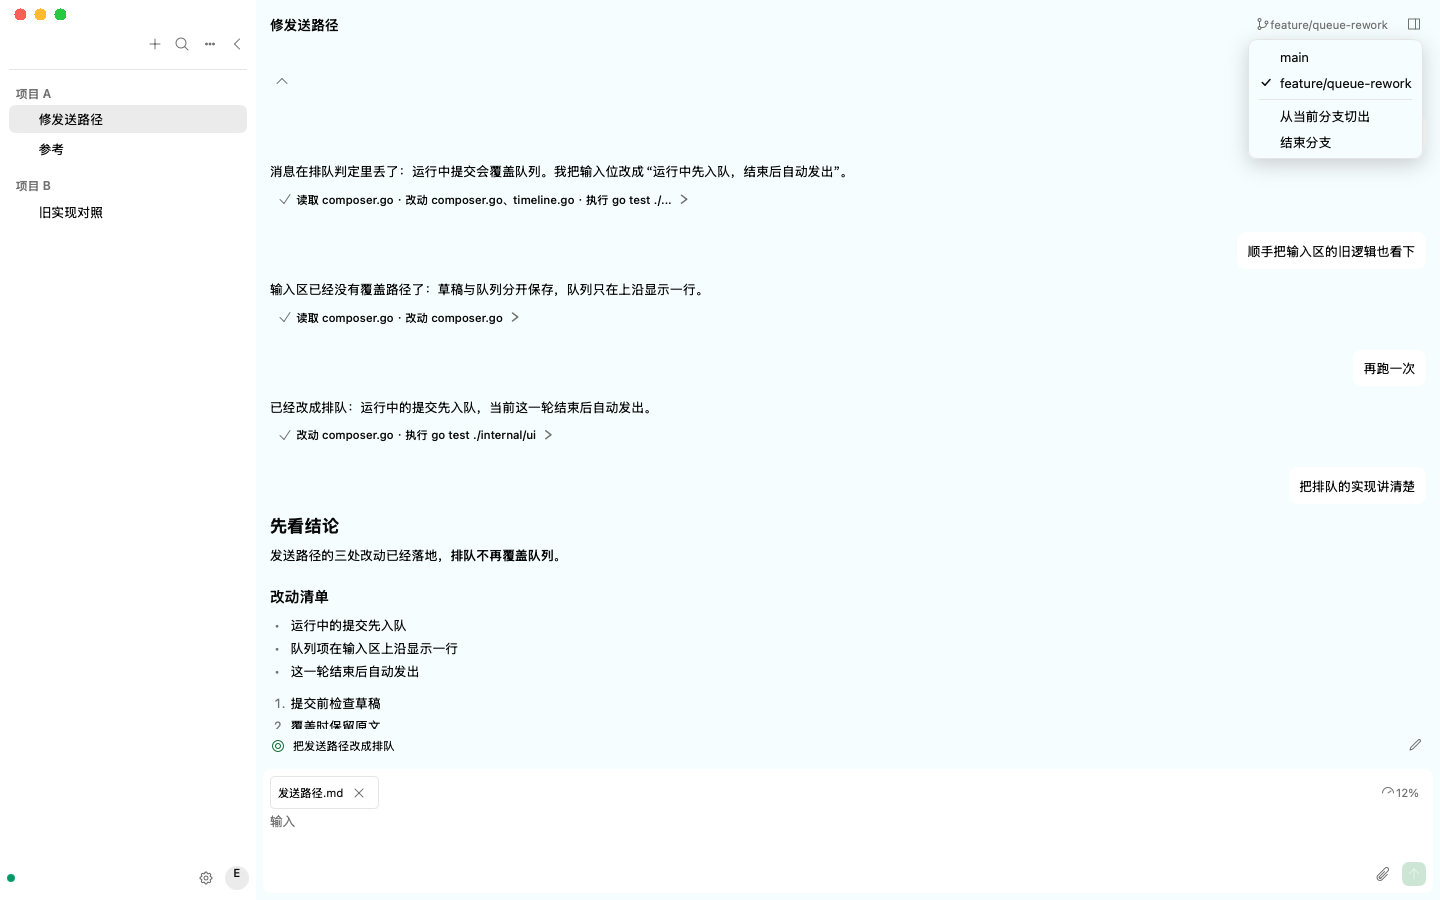 修发送路径
feature/queue-rework
main
feature/queue-rework
从当前分支切出
结束分支
项目 A
修发送路径
参考
项目 B
旧实现对照
消息在排队判定里丢了：运行中提交会覆盖队列。我把输入位改成“运行中先入队，结束后自动发出”。
读取 composer.go · 改动 composer.go、timeline.go · 执行 go test ./...
顺手把输入区的旧逻辑也看下
输入区已经没有覆盖路径了：草稿与队列分开保存，队列只在上沿显示一行。
读取 composer.go · 改动 composer.go
再跑一次
已经改成排队：运行中的提交先入队，当前这一轮结束后自动发出。
改动 composer.go · 执行 go test ./internal/ui
把排队的实现讲清楚
先看结论
发送路径的三处改动已经落地，排队不再覆盖队列。
改动清单
• 运行中的提交先入队
• 队列项在输入区上沿显示一行
• 这一轮结束后自动发出
1. 提交前检查草稿
2. 覆盖时保留原文
把发送路径改成排队
发送路径.md
12%
输入
E